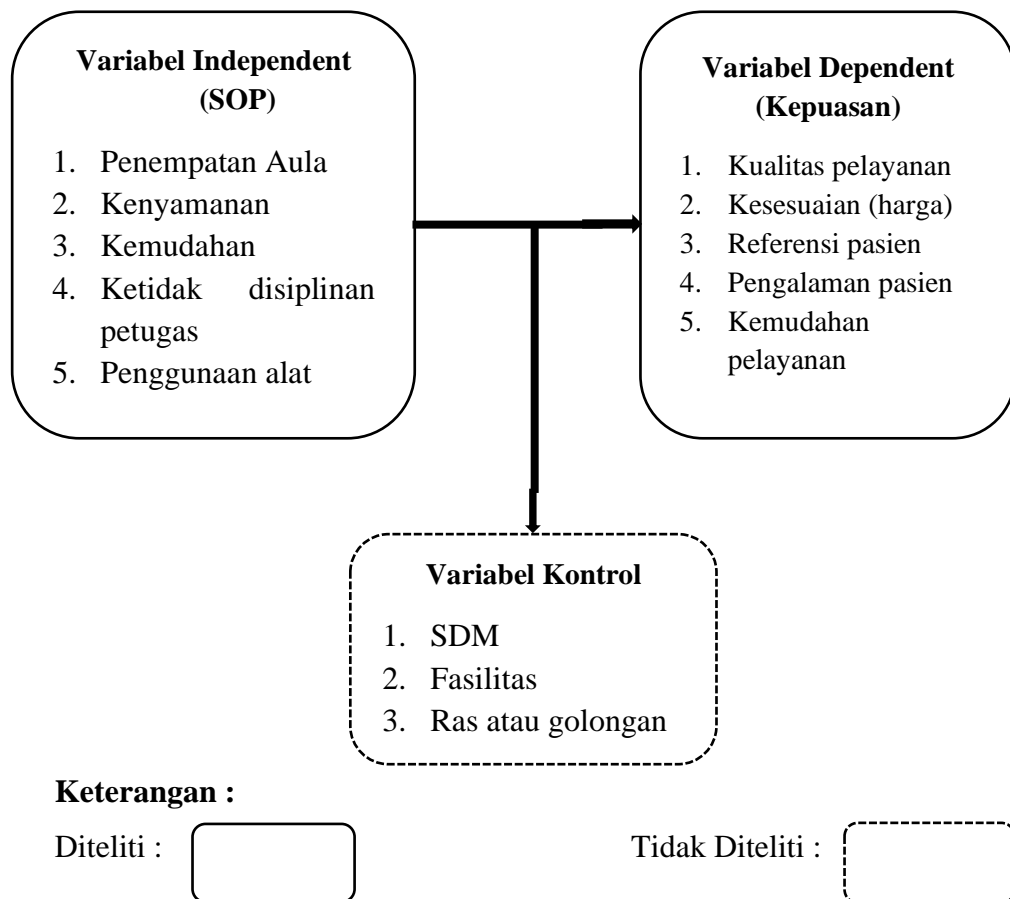 Variabel Independent
(SOP)
1. Penempatan Aula
2. Kenyamanan
3. Kemudahan
4. Ketidak disiplinan
petugas
5. Penggunaan alat
Variabel Dependent
(Kepuasan)
1. Kualitas pelayanan
2. Kesesuaian (harga)
3. Referensi pasien
4. Pengalaman pasien
5. Kemudahan
pelayanan
Variabel Kontrol
1. SDM
2. Fasilitas
3. Ras atau golongan
Keterangan :
Diteliti :
Tidak Diteliti :